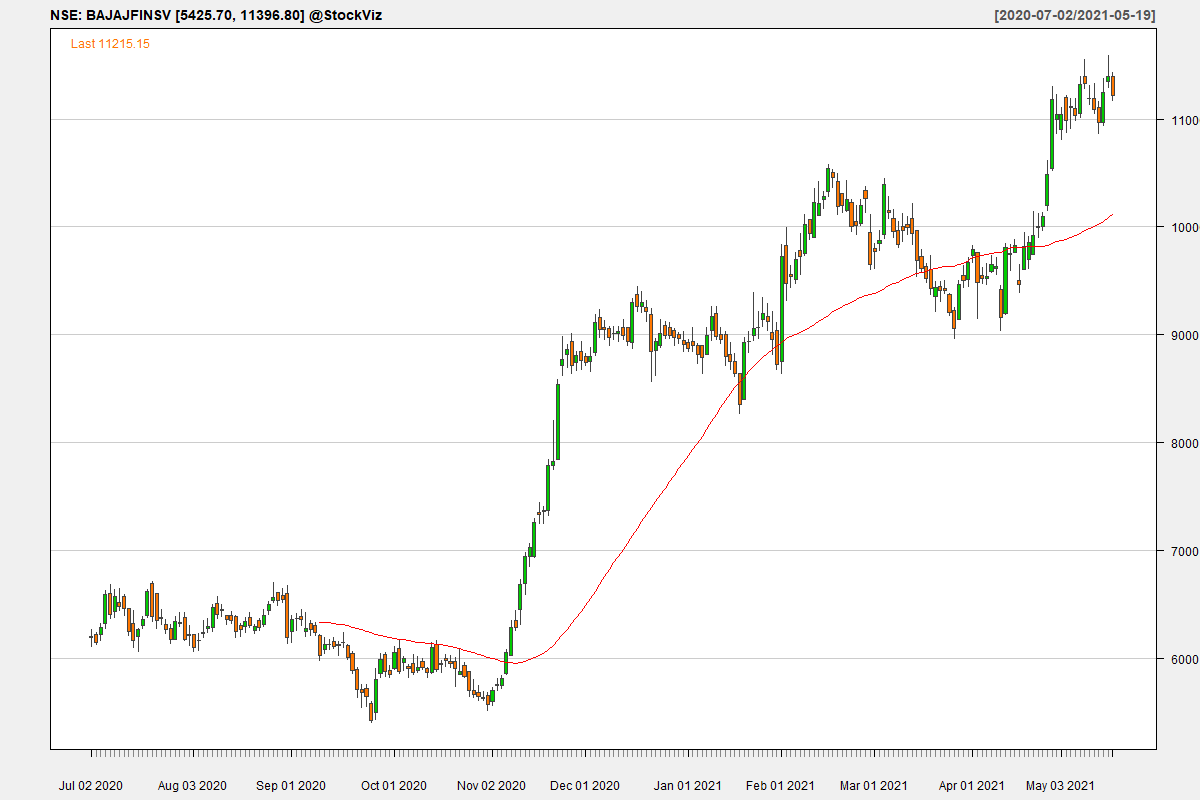 NSE: BAJAJFINSV [5425.70, 11396.80] @StockViz
[2020-07-02/2021-05-19]
Last 11215.15
1100
1000
9000
8000
7000
6000
Jul 02 2020
Aug 03 2020
Sep 01 2020
Oct 01 2020
Nov 02 2020
Dec 01 2020
Jan 01 2021
Feb 01 2021
Mar 01 2021
Apr 01 2021
May 03 2021